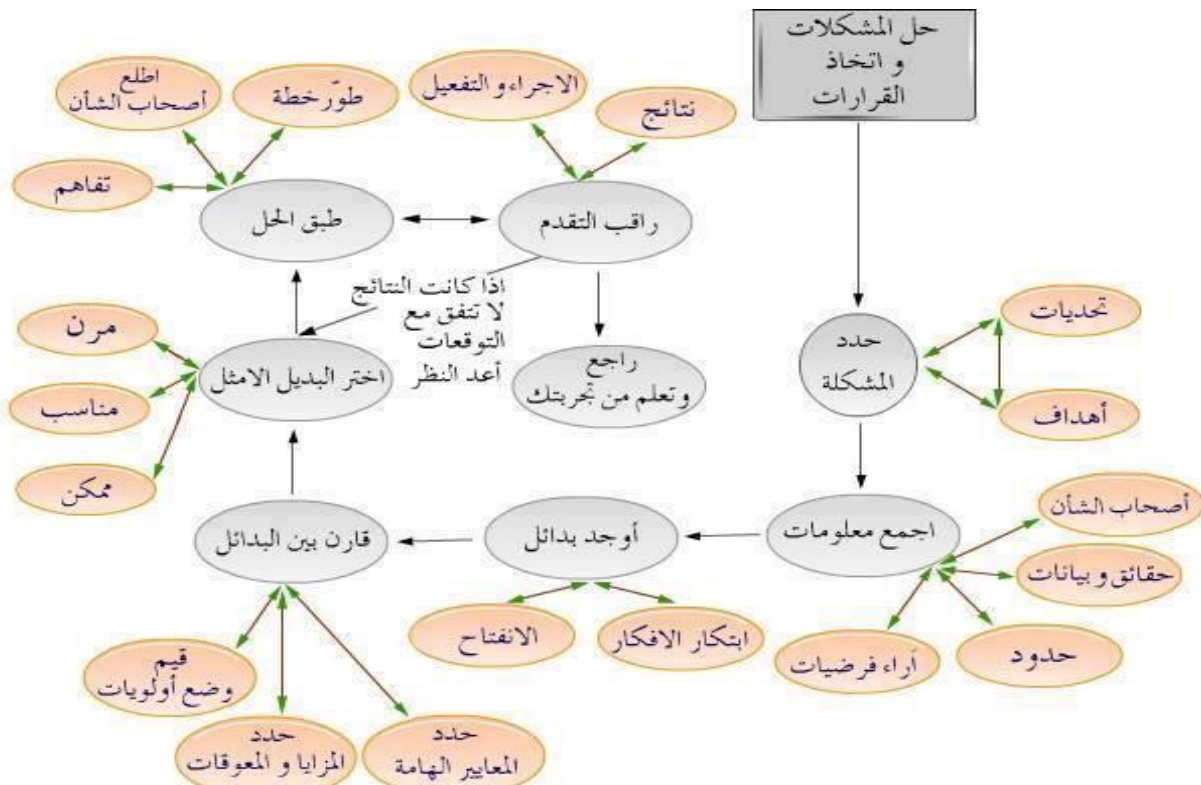 حل المشكلات
و اتخاذ
القرارات
حدد
المشكلة
تحديات
أهداف
اجمع معلومات
أصحاب الشأن
حقائق و بيانات
حدود
آراء فرضيات
أوجد بدائل
ابتكار الافكار
الانفتاح
قارن بين البدائل
حدد
المعايير الهامة
حدد
المزايا و المعوقات
قيم
وضع أولويات
اختر البديل الامثل
مرن
مناسب
ممكن
طبق الحل
تفاهم
اطلع
أصحاب الشأن
طوّر خطة
راقب التقدم
الاجراء و التفعيل
نتائج
اذا كانت النتائج
لا تتفق مع
التوقعات
أعد النظر
راجع
و تعلم من تجربتك